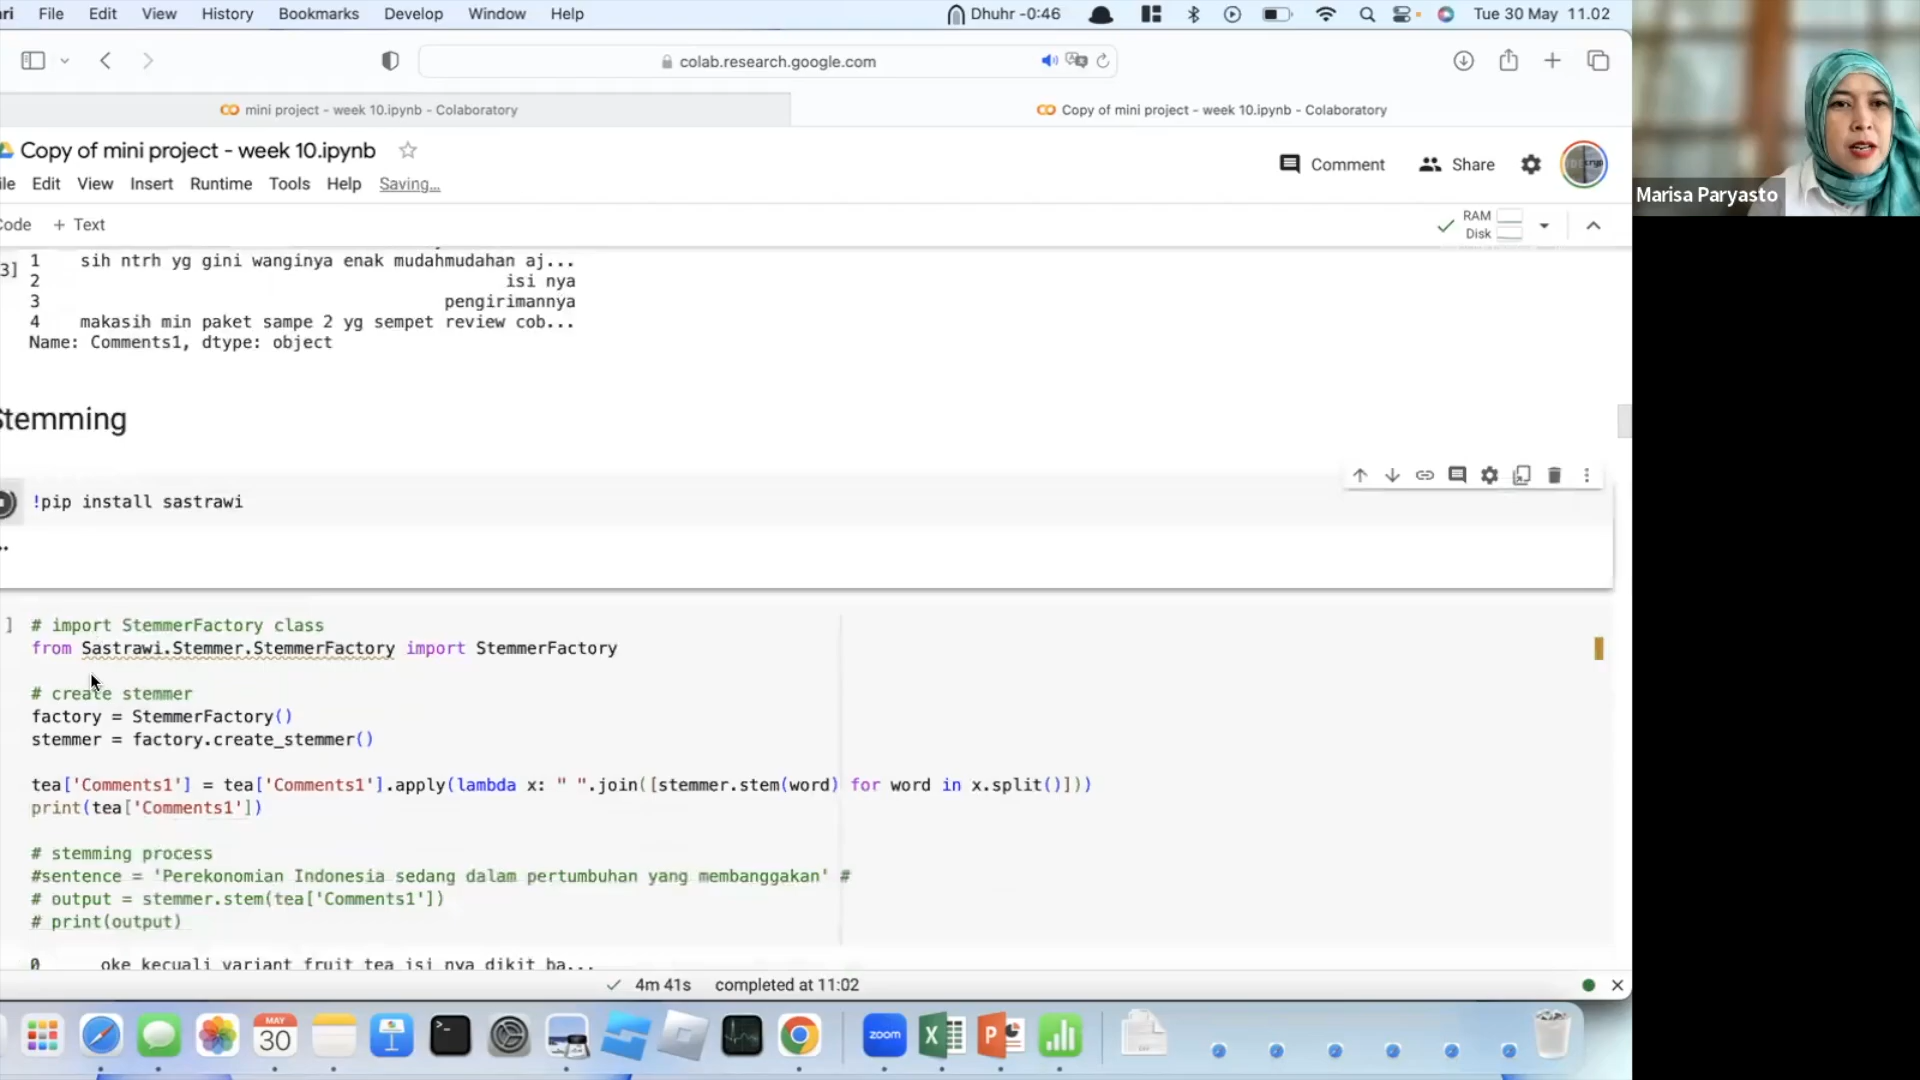 ri File Edit View History Bookmarks Develop Window Help Dhuhr -0:46 Tue 30 May 11.02
colab.research.google.com
mini project - week 10.ipynb - Colaboratory Copy of mini project - week 10.ipynb - Colaboratory
Copy of mini project - week 10.ipynb
Comment Share
ile Edit View Insert Runtime Tools Help Saving...
Code + Text
RAM
Disk
3] 1 sih ntrh yg gini wanginya enak mudahmudahan aj...
2 isi nya
3 pengirimannya
4 makasih min paket sampe 2 yg sempet review cob...
Name: Comments1, dtype: object
Stemming
!pip install sastrawi
] # import StemmerFactory class
from Sastrawi.Stemmer.StemmerFactory import StemmerFactory
# create stemmer
factory = StemmerFactory()
stemmer = factory.create_stemmer()
tea['Comments1'] = tea['Comments1'].apply(lambda x: " ".join([stemmer.stem(word) for word in x.split()]))
print(tea['Comments1'])
# stemming process
#sentence = 'Perekonomian Indonesia sedang dalam pertumbuhan yang membanggakan' #
# output = stemmer.stem(tea['Comments1'])
# print(output)
0 oke kecuali variant fruit tea isi nya dikit ba...
4m 41s completed at 11:02
MAY
30
zoom
Marisa Paryasto